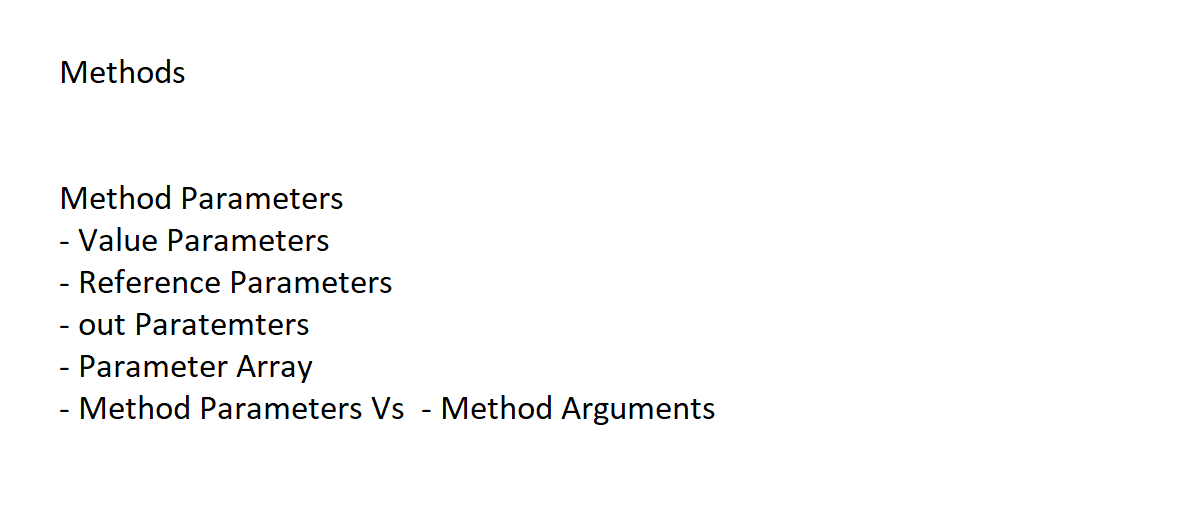 Methods
Method Parameters
- Value Parameters
- Reference Parameters
- out Paratemters
- Parameter Array
- Method Parameters Vs  - Method Arguments